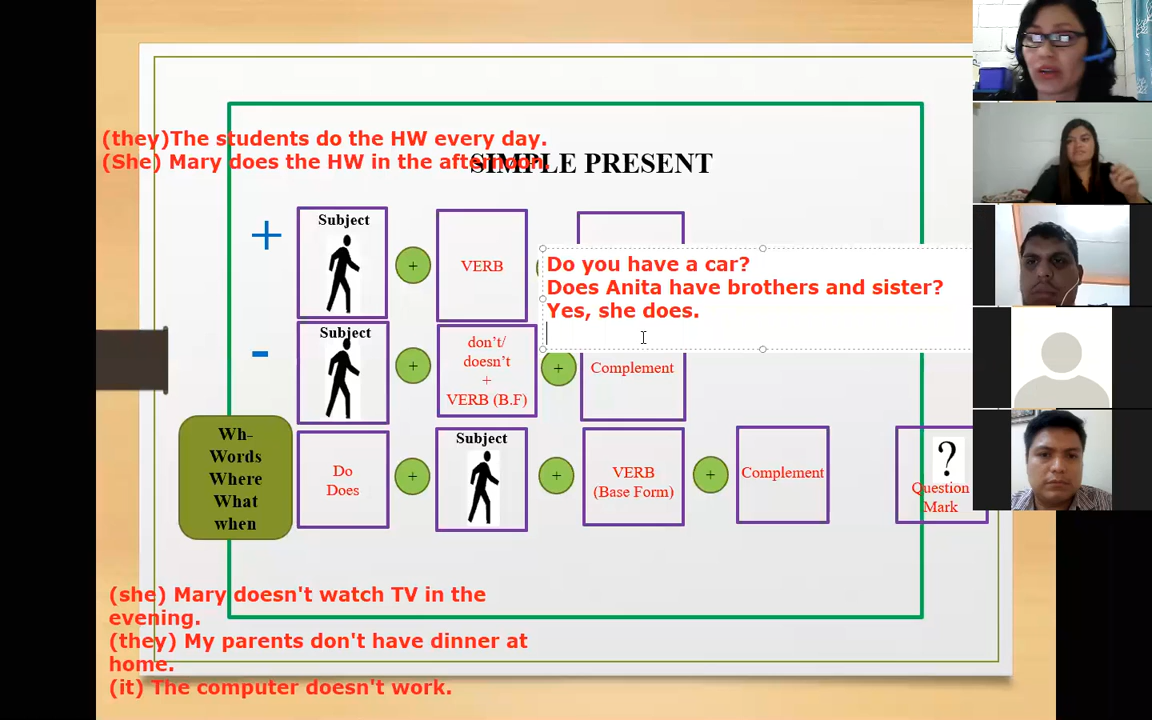 (they)The students do the HW every day.
(She) Mary does the HW in the afternoon.
SIMPLE PRESENT
+
Subject
+
VERB
Do you have a car?
Does Anita have brothers and sister?
Yes, she does.
-
Subject
+
don't/
doesn't
+
VERB (B.F)
+
Complement
Wh-
Words
Where
What
when
Do
Does
+
Subject
+
VERB
(Base Form)
+
Complement
?
Question
Mark
(she) Mary doesn't watch TV in the
evening.
(they) My parents don't have dinner at
home.
(it) The computer doesn't work.